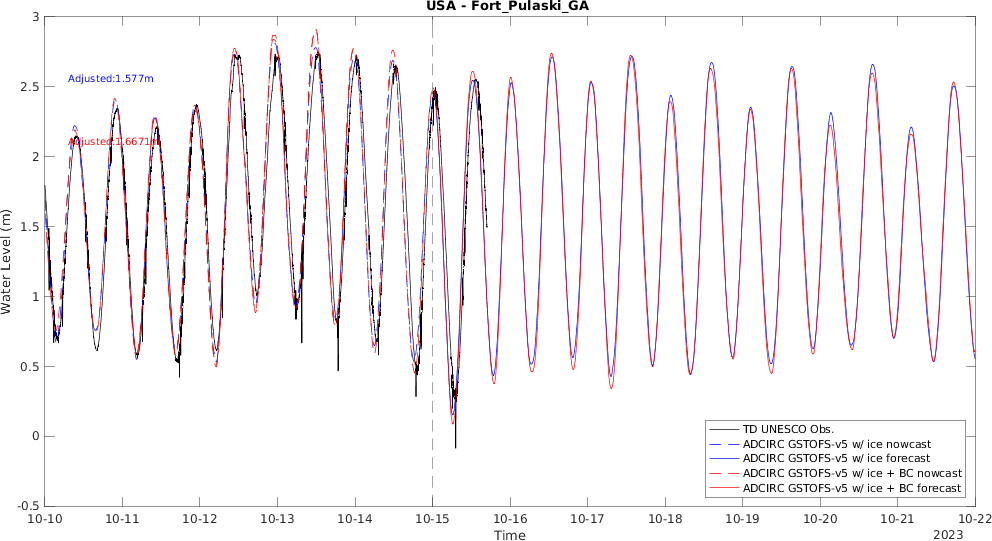 USA - Fort_Pulaski_GA
3
2.5
2
1.5
1
0.5
0
-0.5
Water Level (m)
Adjusted:1.577m
Adjusted:1.6671m
TD UNESCO Obs.
ADCIRC GSTOFS-v5 w/ ice nowcast
ADCIRC GSTOFS-v5 w/ ice forecast
ADCIRC GSTOFS-v5 w/ ice + BC nowcast
ADCIRC GSTOFS-v5 w/ ice + BC forecast
10-10 10-11 10-12 10-13 10-14 10-15 10-16 10-17 10-18 10-19 10-20 10-21 10-22
Time
2023